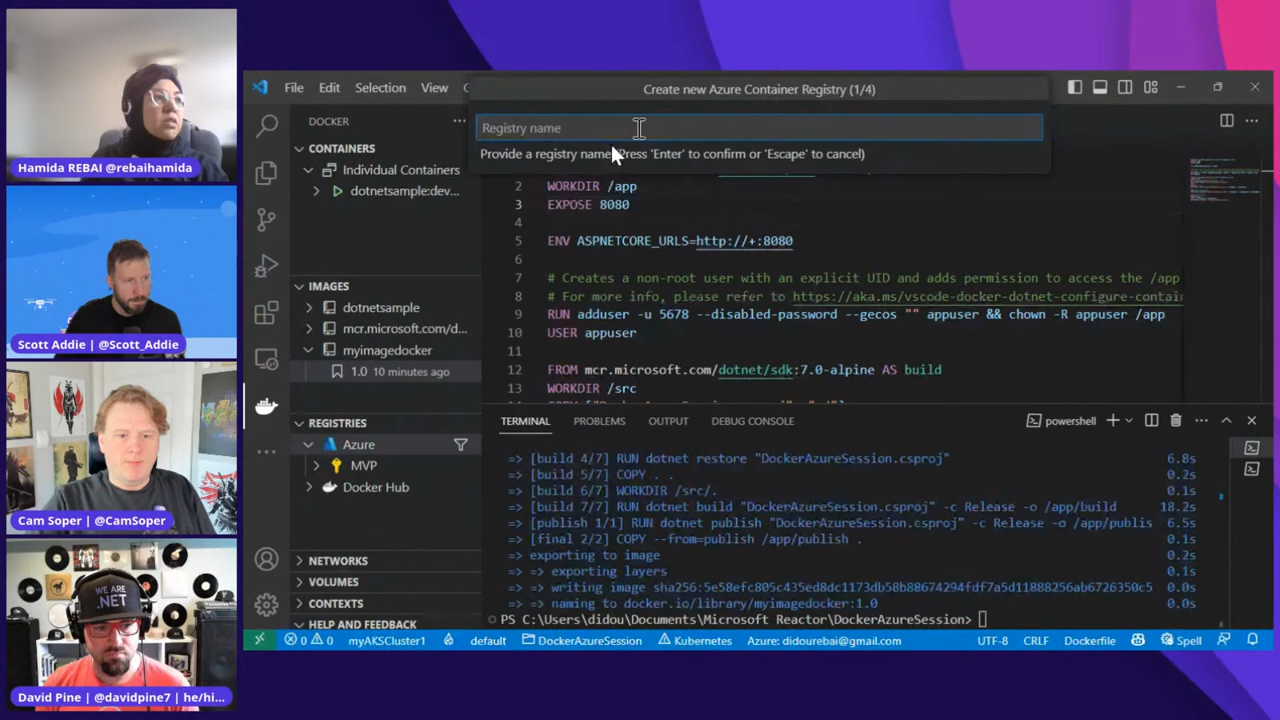 Hamida REBAI @rebaihamida
Scott Addie | @Scott_Addie
Cam Soper | @CamSoper
WE ARE
.NET
David Pine | @davidpine7 | he/hi...
File Edit Selection View
Create new Azure Container Registry (1/4)
Registry name
Provide a registry name (Press 'Enter' to confirm or 'Escape' to cancel)
DOCKER
CONTAINERS
Individual Containers
dotnetsample:dev...
IMAGES
dotnetsample
mcr.microsoft.com/d...
myimagedocker
1.0 10 minutes ago
REGISTRIES
Azure
MVP
Docker Hub
NETWORKS
VOLUMES
CONTEXTS
HELP AND FEEDBACK
2 WORKDIR /app
3 EXPOSE 8080
4
5 ENV ASPNETCORE_URLS=http://+:8080
6
7 # Creates a non-root user with an explicit UID and adds permission to access the /app
8 # For more info, please refer to https://aka.ms/vscode-docker-dotnet-configure-contai
9 RUN adduser -u 5678 --disabled-password --gecos "" appuser && chown -R appuser /app
10 USER appuser
11
12 FROM mcr.microsoft.com/dotnet/sdk:7.0-alpine AS build
13 WORKDIR /src
TERMINAL PROBLEMS OUTPUT DEBUG CONSOLE powershell
=> [build 4/7] RUN dotnet restore "DockerAzureSession.csproj" 6.8s
=> [build 5/7] COPY . . 0.2s
=> [build 6/7] WORKDIR /src/. 0.1s
=> [build 7/7] RUN dotnet build "DockerAzureSession.csproj" -c Release -o /app/build 18.2s
=> [publish 1/1] RUN dotnet publish "DockerAzureSession.csproj" -c Release -o /app/publis 6.5s
=> [final 2/2] COPY --from=publish /app/publish . 0.1s
=> exporting to image 0.2s
=> => exporting layers 0.1s
=> => writing image sha256:5e58efc805c435ed8dc1173db58b88674294fdf7a5d11888256ab6726350c5 0.0s
=> => naming to docker.io/library/myimagedocker:1.0 0.0s
PS C:\Users\didou\Documents\Microsoft Reactor\DockerAzureSession>
0 0 myAKSCluster1 default DockerAzureSession Kubernetes Azure: didourebai@gmail.com UTF-8 CRLF Dockerfile Spell